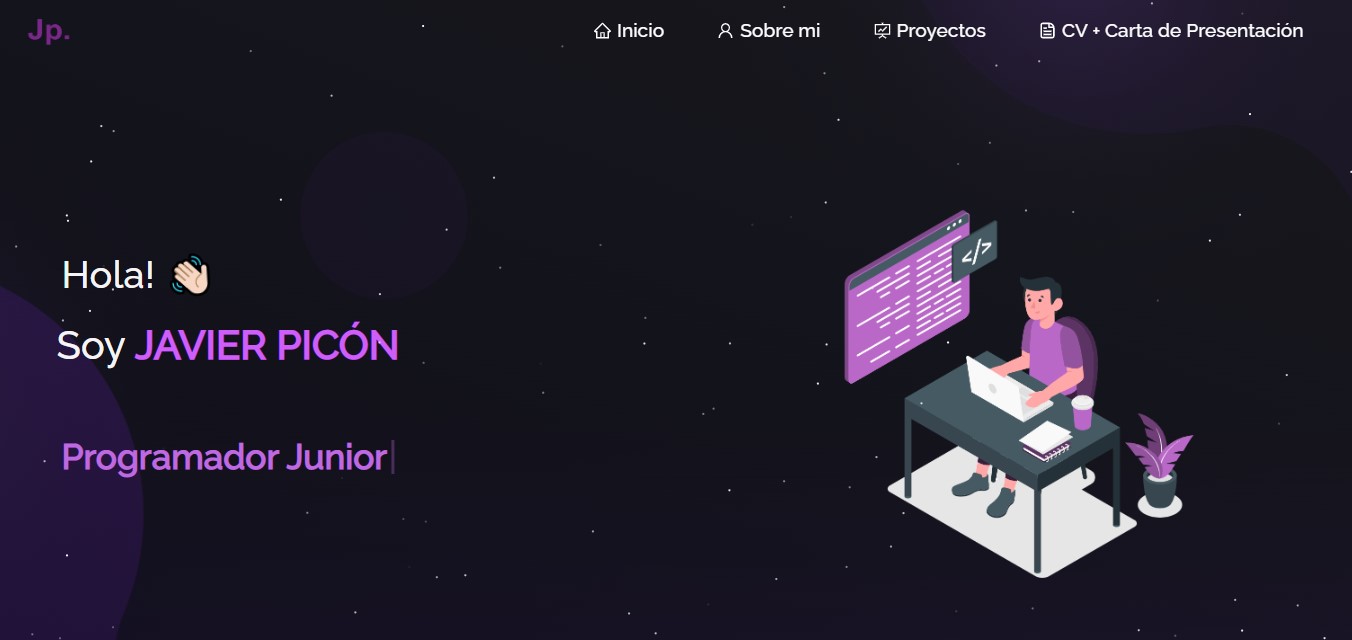 Jp.
Inicio
Sobre mi
Proyectos
CV + Carta de Presentación
Hola! 👋🏻
Soy JAVIER PICÓN
Programador Junior|
</>